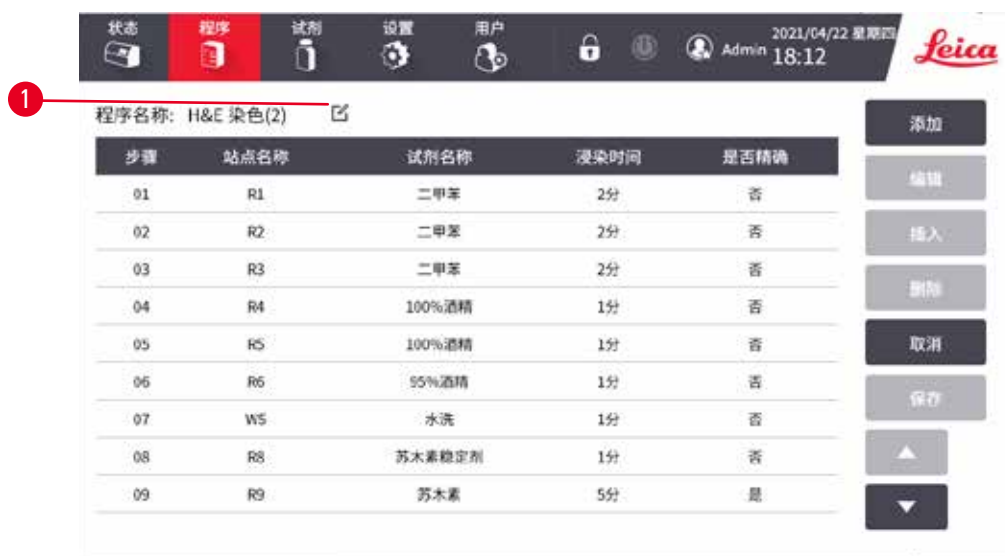 状态 程序 试剂 设置 用户 Admin 2021/04/22 星期四 18:12 Leica
1
程序名称: H&E 染色(2)
步骤 站点名称 试剂名称 浸染时间 是否精确
01 R1 二甲苯 2分 否
02 R2 二甲苯 2分 否
03 R3 二甲苯 2分 否
04 R4 100%酒精 1分 否
05 R5 100%酒精 1分 否
06 R6 95%酒精 1分 否
07 W5 水洗 1分 否
08 R8 苏木素稳定剂 1分 否
09 R9 苏木素 5分 是
添加
编辑
插入
删除
取消
保存